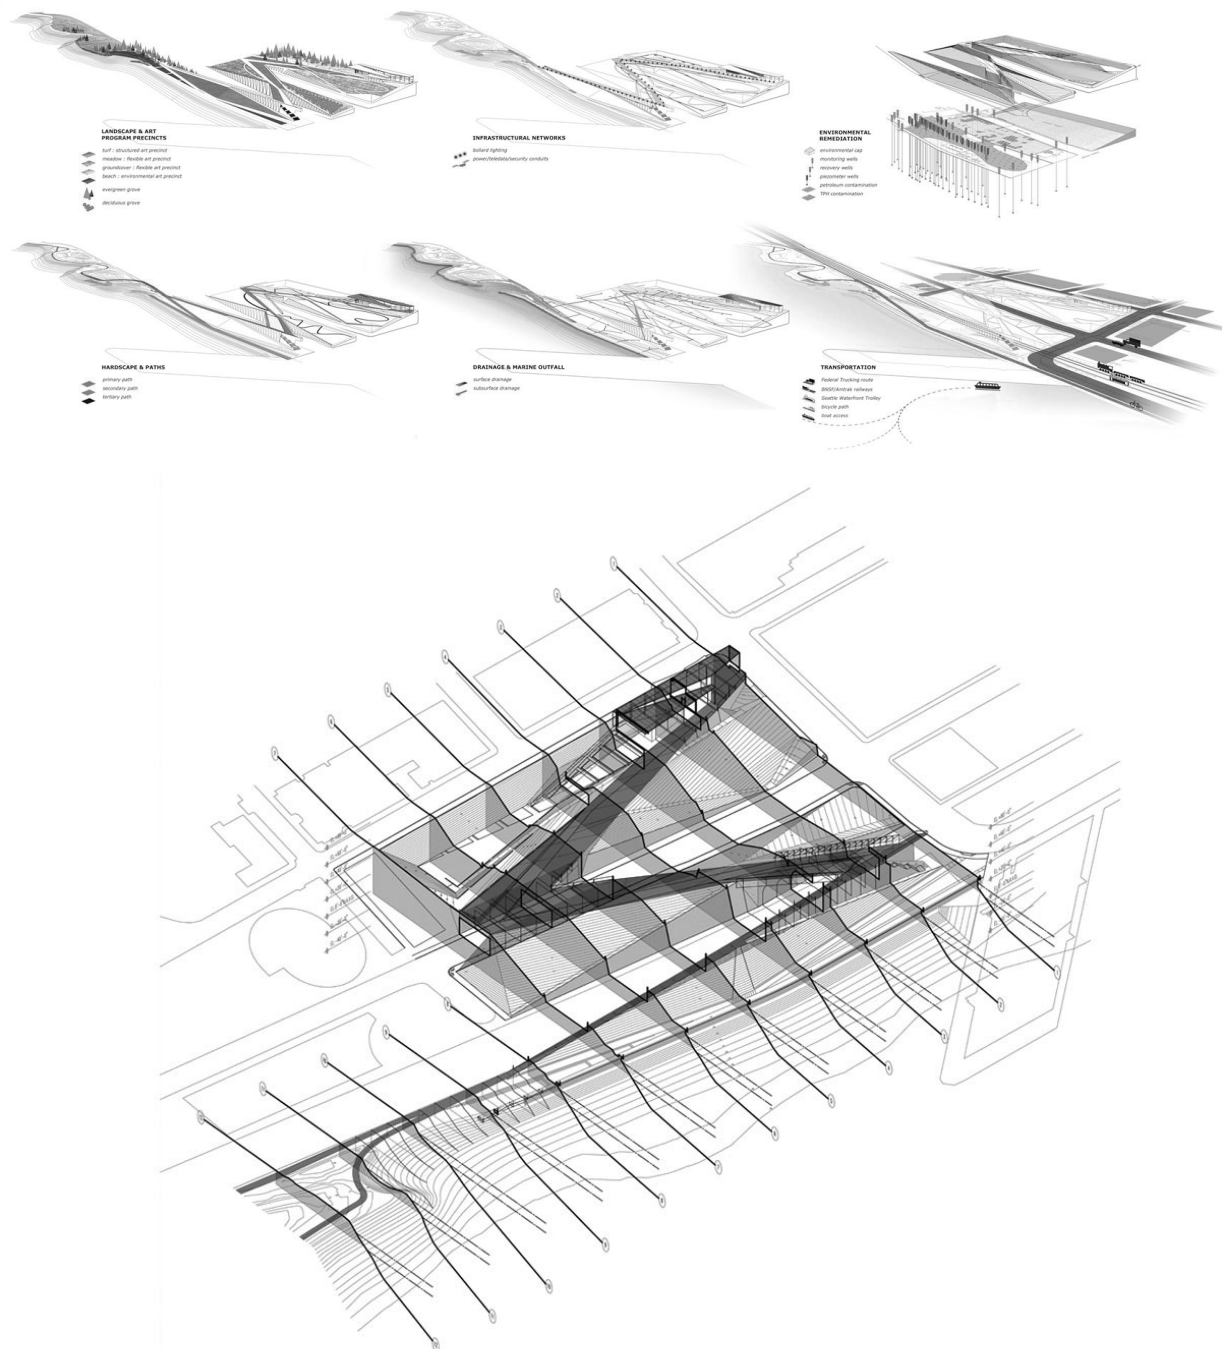 LANDSCAPE & ART
PROGRAM PRECINCTS
turf : structured art precinct
meadow : flexible art precinct
groundcover : flexible art precinct
beach : environmental art precinct
evergreen grove
deciduous grove
INFRASTRUCTURAL NETWORKS
bollard lighting
power/teledata/security conduits
ENVIRONMENTAL
REMEDIATION
environmental cap
monitoring wells
recovery wells
piezometer wells
petroleum contamination
TPH contamination
HARDSCAPE & PATHS
primary path
secondary path
tertiary path
DRAINAGE & MARINE OUTFALL
surface drainage
subsurface drainage
TRANSPORTATION
Federal Trucking route
BNSF/Amtrak railways
Seattle Waterfront Trolley
bicycle path
boat access